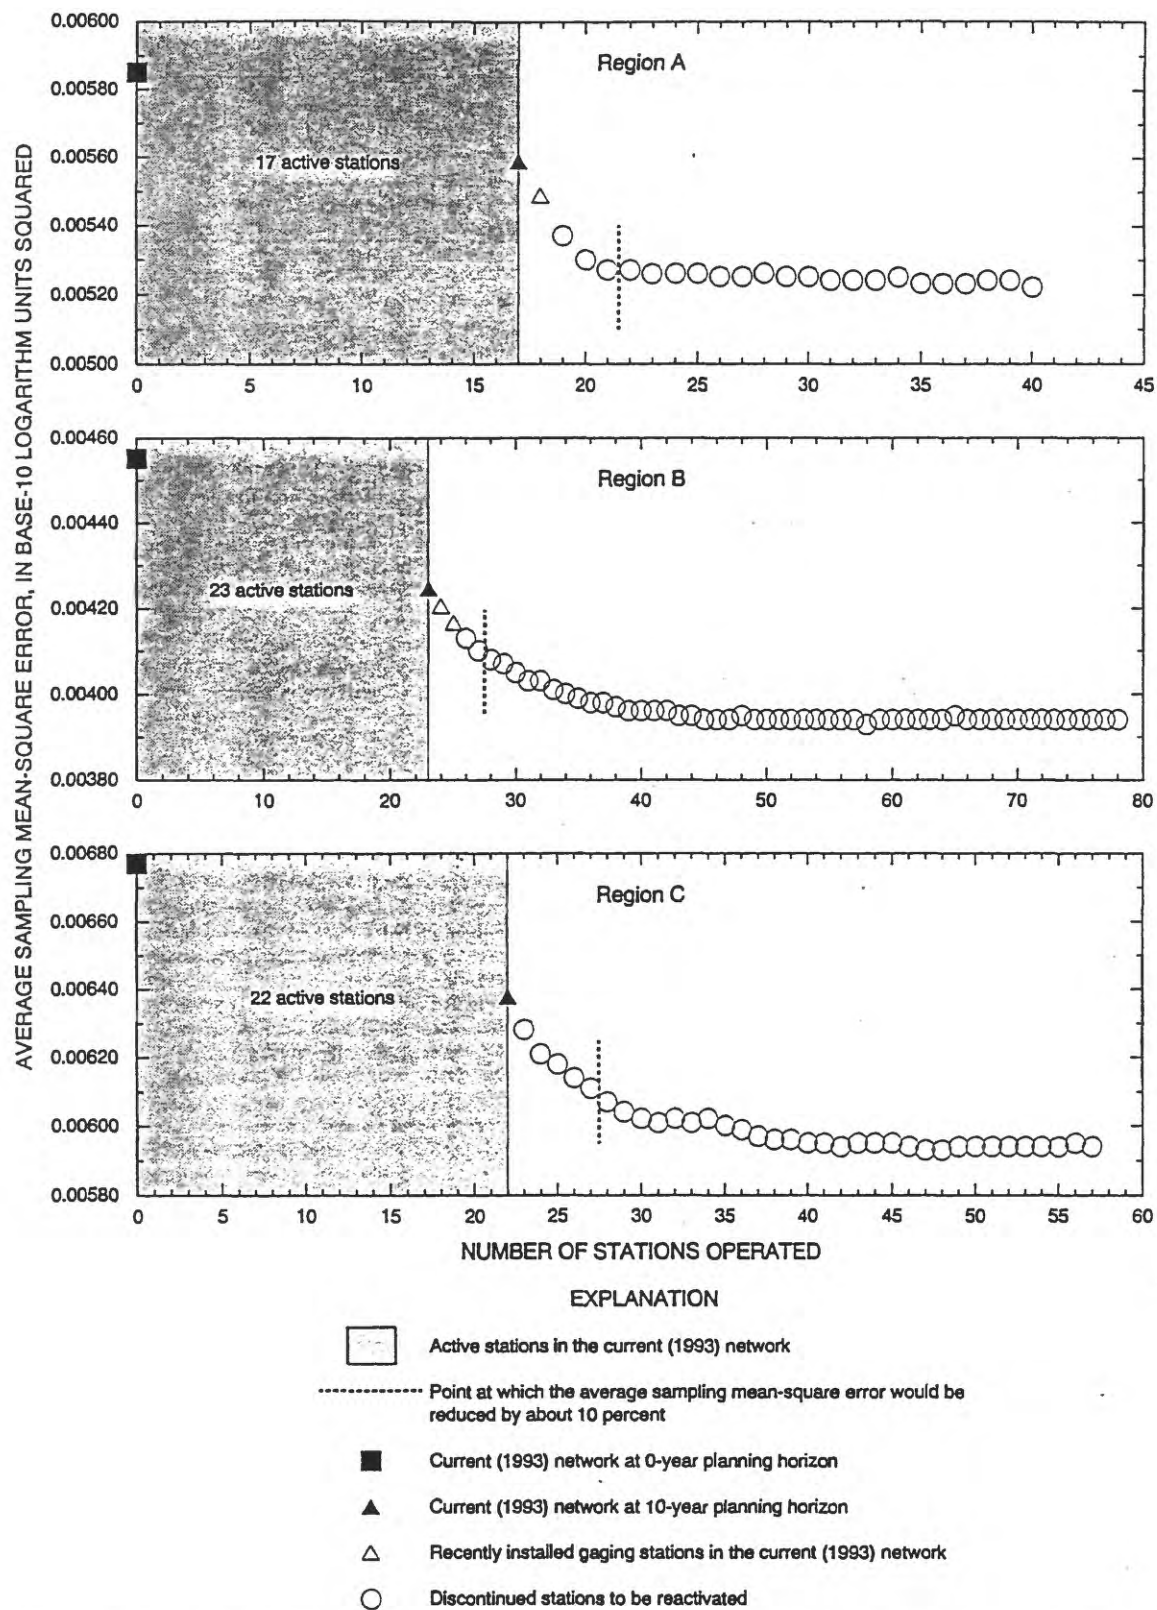 AVERAGE SAMPLING MEAN-SQUARE ERROR, IN BASE-10 LOGARITHM UNITS SQUARED
0.00600
0.00580
0.00560
0.00540
0.00520
0.00500
Region A
17 active stations
0 5 10 15 20 25 30 35 40 45
0.00460
0.00440
0.00420
0.00400
0.00380
Region B
23 active stations
0 10 20 30 40 50 60 70 80
0.00680
0.00660
0.00640
0.00620
0.00600
0.00580
Region C
22 active stations
0 5 10 15 20 25 30 35 40 45 50 55 60
NUMBER OF STATIONS OPERATED
EXPLANATION
Active stations in the current (1993) network
Point at which the average sampling mean-square error would be
reduced by about 10 percent
Current (1993) network at 0-year planning horizon
Current (1993) network at 10-year planning horizon
Recently installed gaging stations in the current (1993) network
Discontinued stations to be reactivated